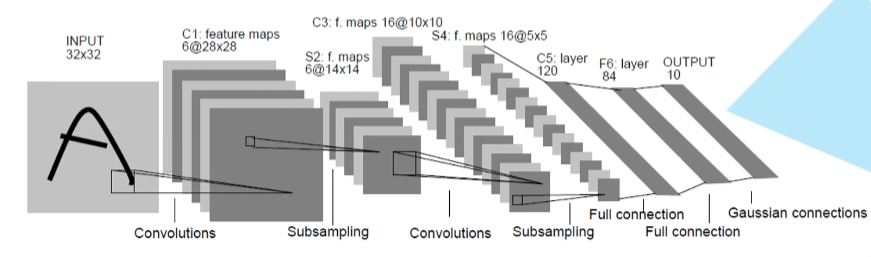 INPUT
32x32
C1: feature maps
6@28x28
S2: f. maps
6@14x14
C3: f. maps 16@10x10
S4: f. maps 16@5x5
C5: layer
120
F6: layer
84
OUTPUT
10
A
Convolutions
Subsampling
Convolutions
Subsampling
Full connection
Full connection
Gaussian connections